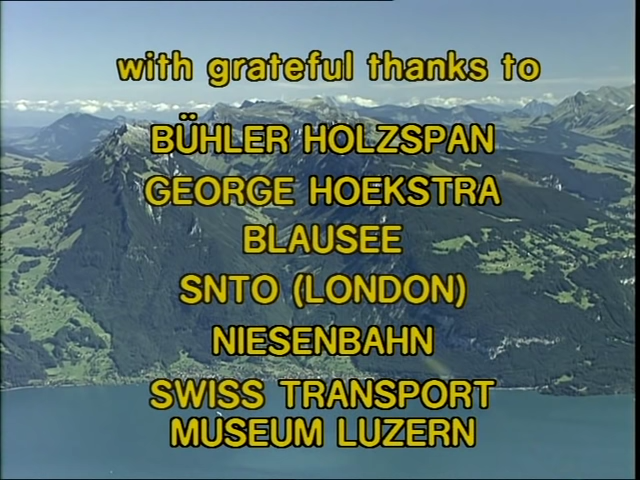 with grateful thanks to
BÜHLER HOLZSPAN
GEORGE HOEKSTRA
BLAUSEE
SNTO (LONDON)
NIESENBAHN
SWISS TRANSPORT
MUSEUM LUZERN